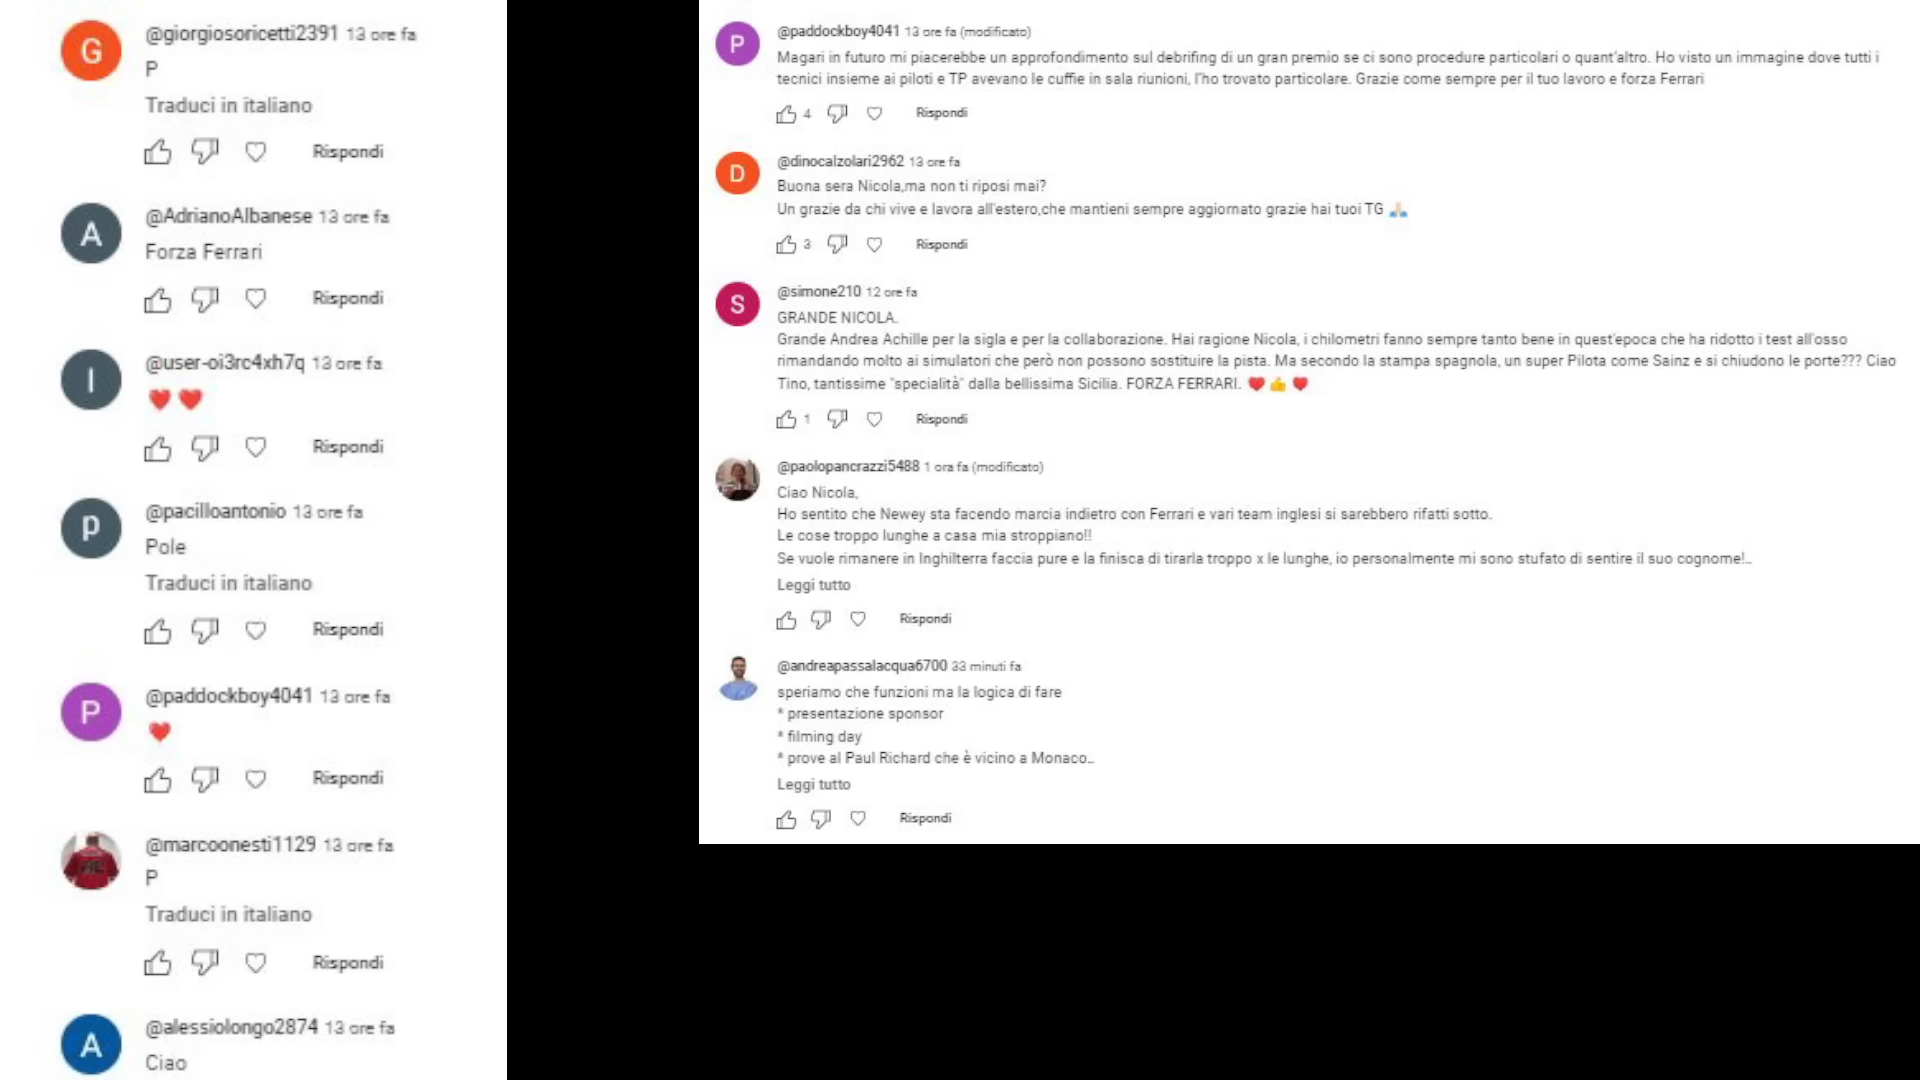 G
@giorgiosoricetti2391 13 ore fa
P
Traduci in italiano
Rispondi
A
@AdrianoAlbanese 13 ore fa
Forza Ferrari
Rispondi
I
@user-oi3rc4xh7q 13 ore fa
❤️ ❤️
Rispondi
p
@pacilloantonio 13 ore fa
Pole
Traduci in italiano
Rispondi
P
@paddockboy4041 13 ore fa
❤️
Rispondi
@marcoonesti1129 13 ore fa
P
Traduci in italiano
Rispondi
A
@alessiolongo2874 13 ore fa
Ciao
P
@paddockboy4041 13 ore fa (modificato)
Magari in futuro mi piacerebbe un approfondimento sul debrifing di un gran premio se ci sono procedure particolari o quant'altro. Ho visto un immagine dove tutti i
tecnici insieme ai piloti e TP avevano le cuffie in sala riunioni, l'ho trovato particolare. Grazie come sempre per il tuo lavoro e forza Ferrari
4 Rispondi
D
@dinocalzolari2962 13 ore fa
Buona sera Nicola,ma non ti riposi mai?
Un grazie da chi vive e lavora all'estero,che mantieni sempre aggiornato grazie hai tuoi TG 🙏🏻
3 Rispondi
S
@simone210 12 ore fa
GRANDE NICOLA.
Grande Andrea Achille per la sigla e per la collaborazione. Hai ragione Nicola, i chilometri fanno sempre tanto bene in quest'epoca che ha ridotto i test all'osso
rimandando molto ai simulatori che però non possono sostituire la pista. Ma secondo la stampa spagnola, un super Pilota come Sainz e si chiudono le porte??? Ciao
Tino, tantissime "specialità" dalla bellissima Sicilia. FORZA FERRARI. ❤️ 👍 ❤️
1 Rispondi
@paolopancrazzi5488 1 ora fa (modificato)
Ciao Nicola,
Ho sentito che Newey sta facendo marcia indietro con Ferrari e vari team inglesi si sarebbero rifatti sotto.
Le cose troppo lunghe a casa mia stroppiano!!
Se vuole rimanere in Inghilterra faccia pure e la finisca di tirarla troppo x le lunghe, io personalmente mi sono stufato di sentire il suo cognome!…
Leggi tutto
Rispondi
@andreapassalacqua6700 33 minuti fa
speriamo che funzioni ma la logica di fare
* presentazione sponsor
* filming day
* prove al Paul Richard che è vicino a Monaco…
Leggi tutto
Rispondi